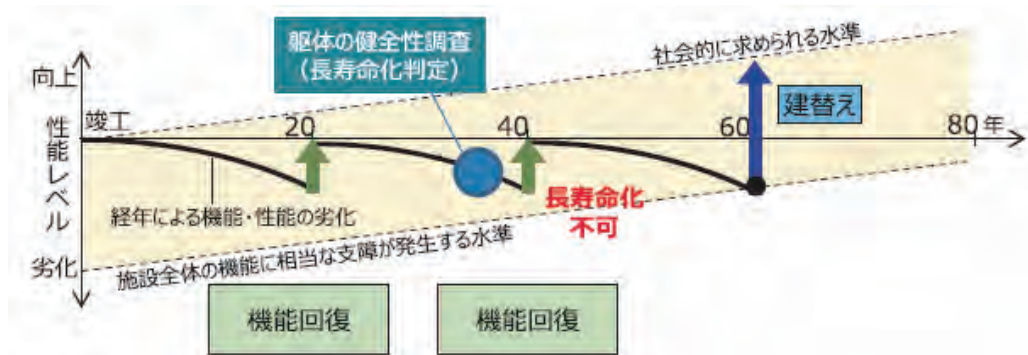 躯体の健全性調査
（長寿命化判定）
社会的に求められる水準
向上
竣工
20
40
60
建替え
80年
性能レベル
経年による機能・性能の劣化
長寿命化
不可
劣化
施設全体の機能に相当な支障が発生する水準
機能回復
機能回復